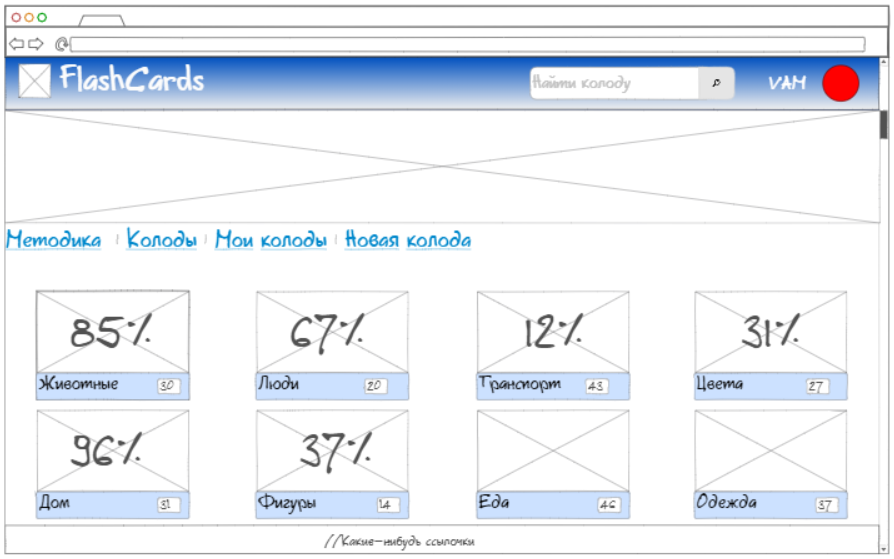 FlashCards
Найти колоду
VAM
Методика | Колоды | Мои колоды | Новая колода
85% 67% 12% 31%
Животные 30 Люди 20 Транспорт 43 Цвета 27
96% 37%
Дом 31 Фигуры 14 Еда 46 Одежда 37
//Какие-нибудь ссылочки